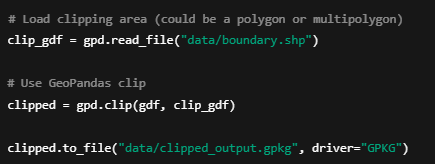 # Load clipping area (could be a polygon or multipolygon)
clip_gdf = gpd.read_file("data/boundary.shp")
# Use GeoPandas clip
clipped = gpd.clip(gdf, clip_gdf)
clipped.to_file("data/clipped_output.gpkg", driver="GPKG")